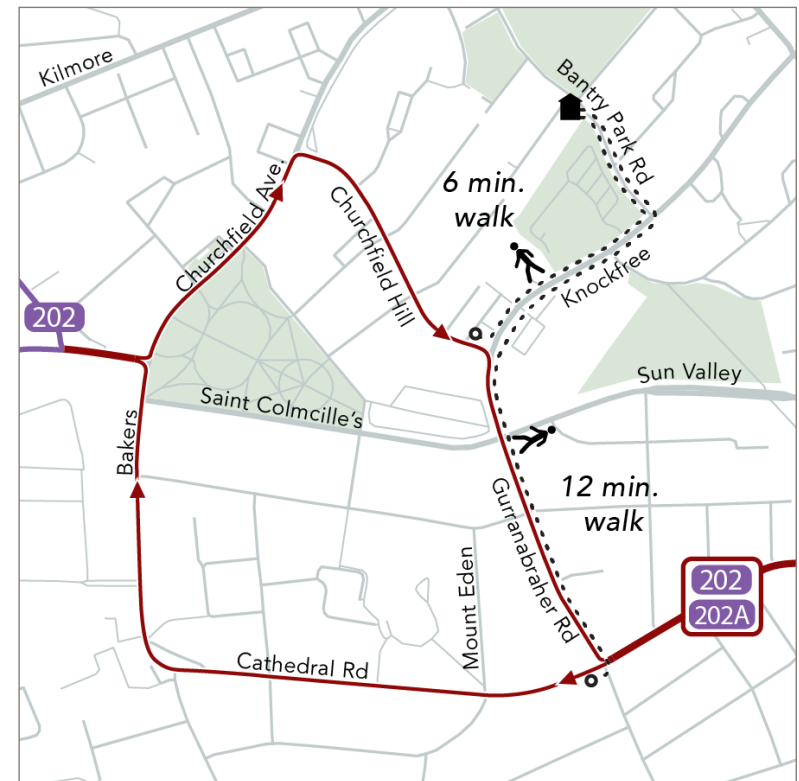 Kilmore
Bantry Park Rd
6 min.
walk
Churchfield Ave.
Churchfield Hill
Knockfree
202
Sun Valley
Saint Colmcille's
Bakers
12 min.
walk
Gurranabraher Rd
Mount Eden
202
202A
Cathedral Rd